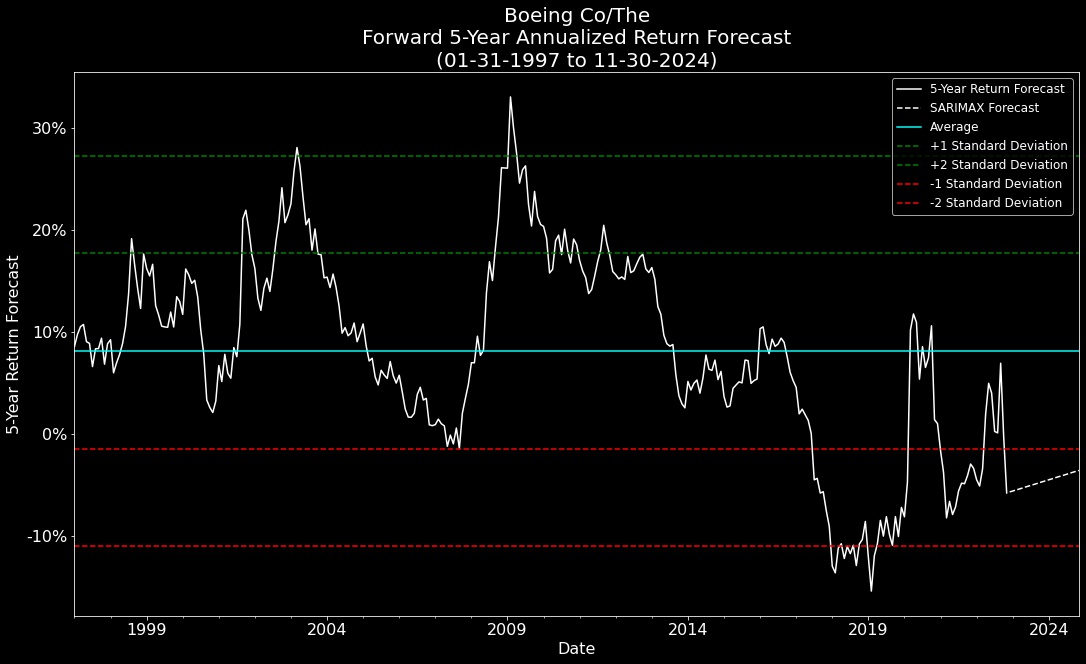 Boeing Co/The
Forward 5-Year Annualized Return Forecast
(01-31-1997 to 11-30-2024)
5-Year Return Forecast
SARIMAX Forecast
Average
+1 Standard Deviation
+2 Standard Deviation
-1 Standard Deviation
-2 Standard Deviation
5-Year Return Forecast
30%
20%
10%
0%
-10%
1999
2004
2009
2014
2019
2024
Date